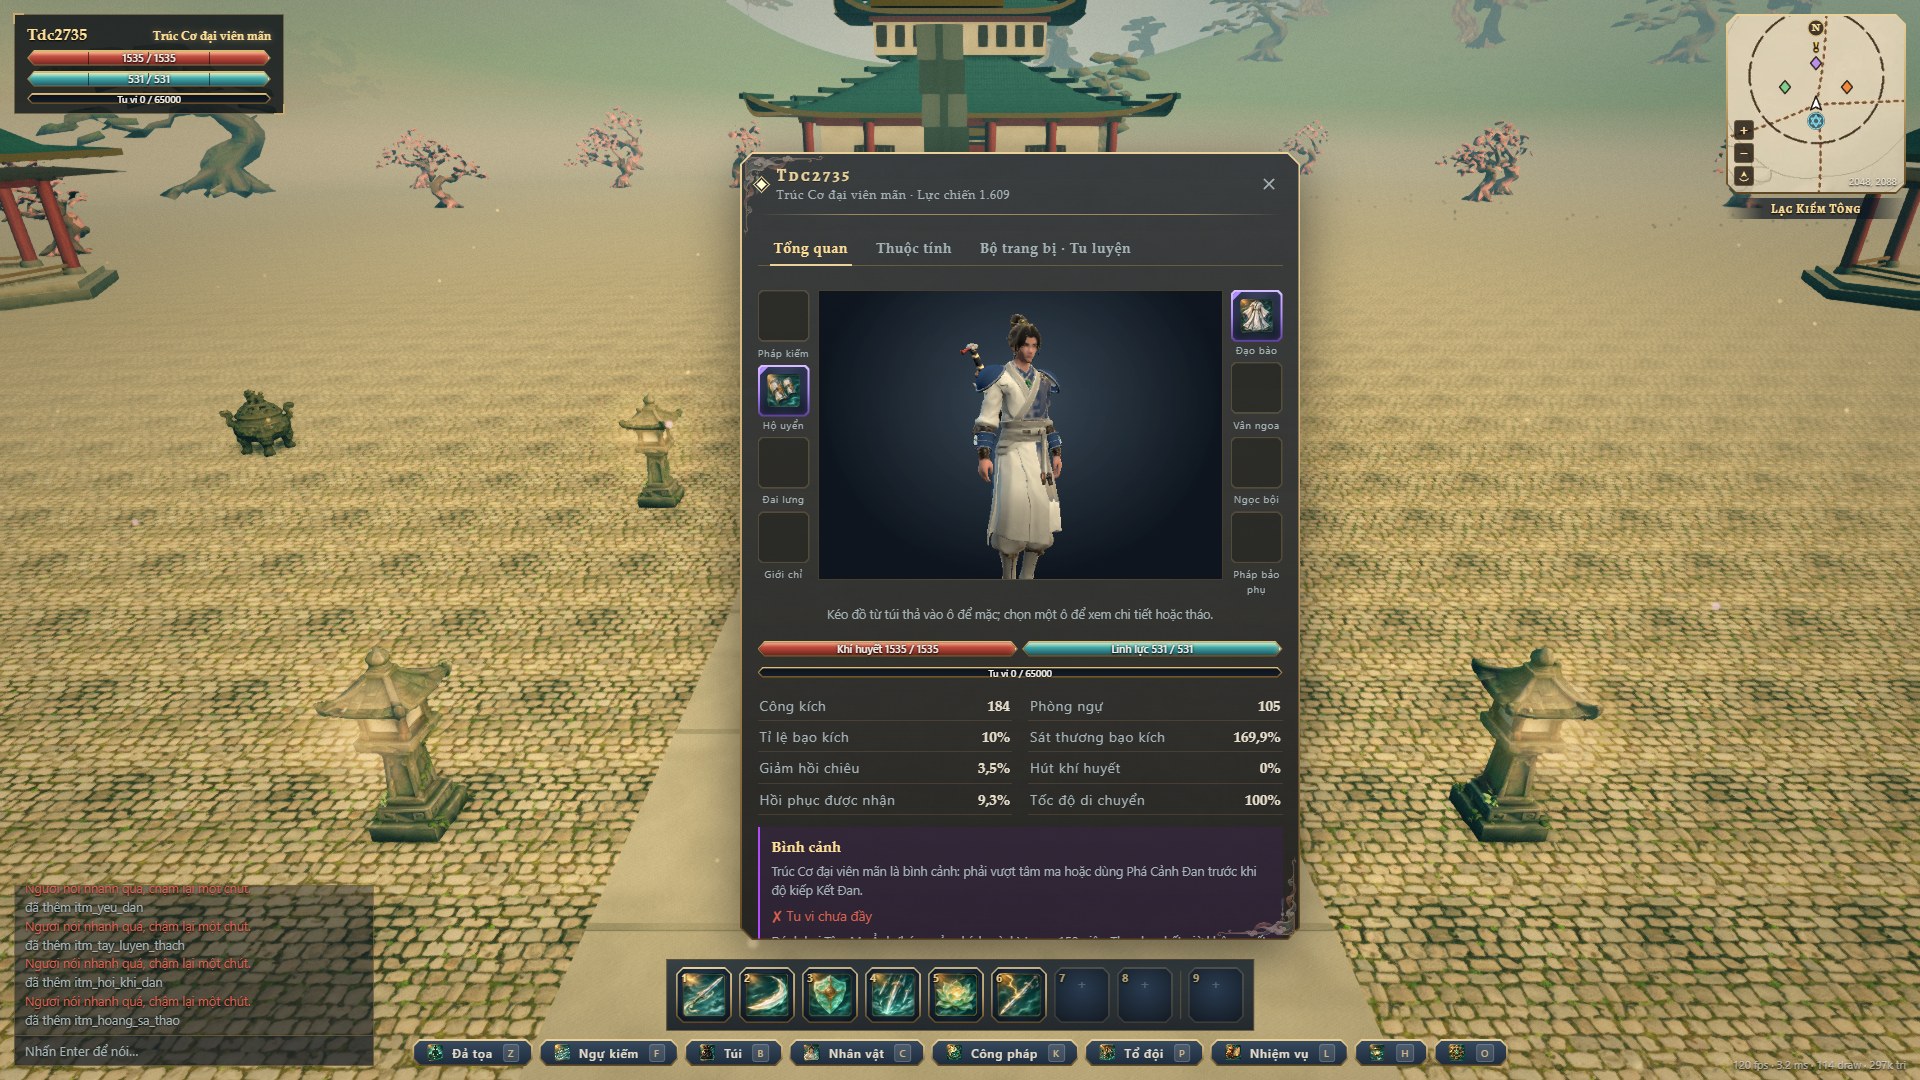 Tdc2735
Trúc Cơ đại viên mãn
1535 / 1535
531 / 531
Tu vi 0 / 65000
N
+
−
2048, 2088
Lạc Kiếm Tông
Tdc2735
Trúc Cơ đại viên mãn · Lực chiến 1.609
Tổng quan
Thuộc tính
Bộ trang bị · Tu luyện
Pháp kiếm
Hộ uyển
Đai lưng
Giới chỉ
Đạo bào
Vân ngoa
Ngọc bội
Pháp bảo
phụ
Kéo đồ từ túi thả vào ô để mặc; chọn một ô để xem chi tiết hoặc tháo.
Khí huyết 1535 / 1535
Linh lực 531 / 531
Tu vi 0 / 65000
Công kích 184
Phòng ngự 105
Tỉ lệ bạo kích 10%
Sát thương bạo kích 169,9%
Giảm hồi chiêu 3,5%
Hút khí huyết 0%
Hồi phục được nhận 9,3%
Tốc độ di chuyển 100%
Bình cảnh
Trúc Cơ đại viên mãn là bình cảnh: phải vượt tâm ma hoặc dùng Phá Cảnh Đan trước khi
độ kiếp Kết Đan.
✗ Tu vi chưa đầy
Ngươi nói nhanh quá, chậm lại một chút.
đã thêm itm_yeu_dan
Ngươi nói nhanh quá, chậm lại một chút.
đã thêm itm_tay_luyen_thach
Ngươi nói nhanh quá, chậm lại một chút.
đã thêm itm_hoi_khi_dan
Ngươi nói nhanh quá, chậm lại một chút.
đã thêm itm_hoang_sa_thao
Nhấn Enter để nói...
1 2 3 4 5 6 7 8 9
Đả tọa Z
Ngự kiếm F
Túi B
Nhân vật C
Công pháp K
Tổ đội P
Nhiệm vụ L
H
O
120 fps · 3.2 ms · 114 draw · 297k tri